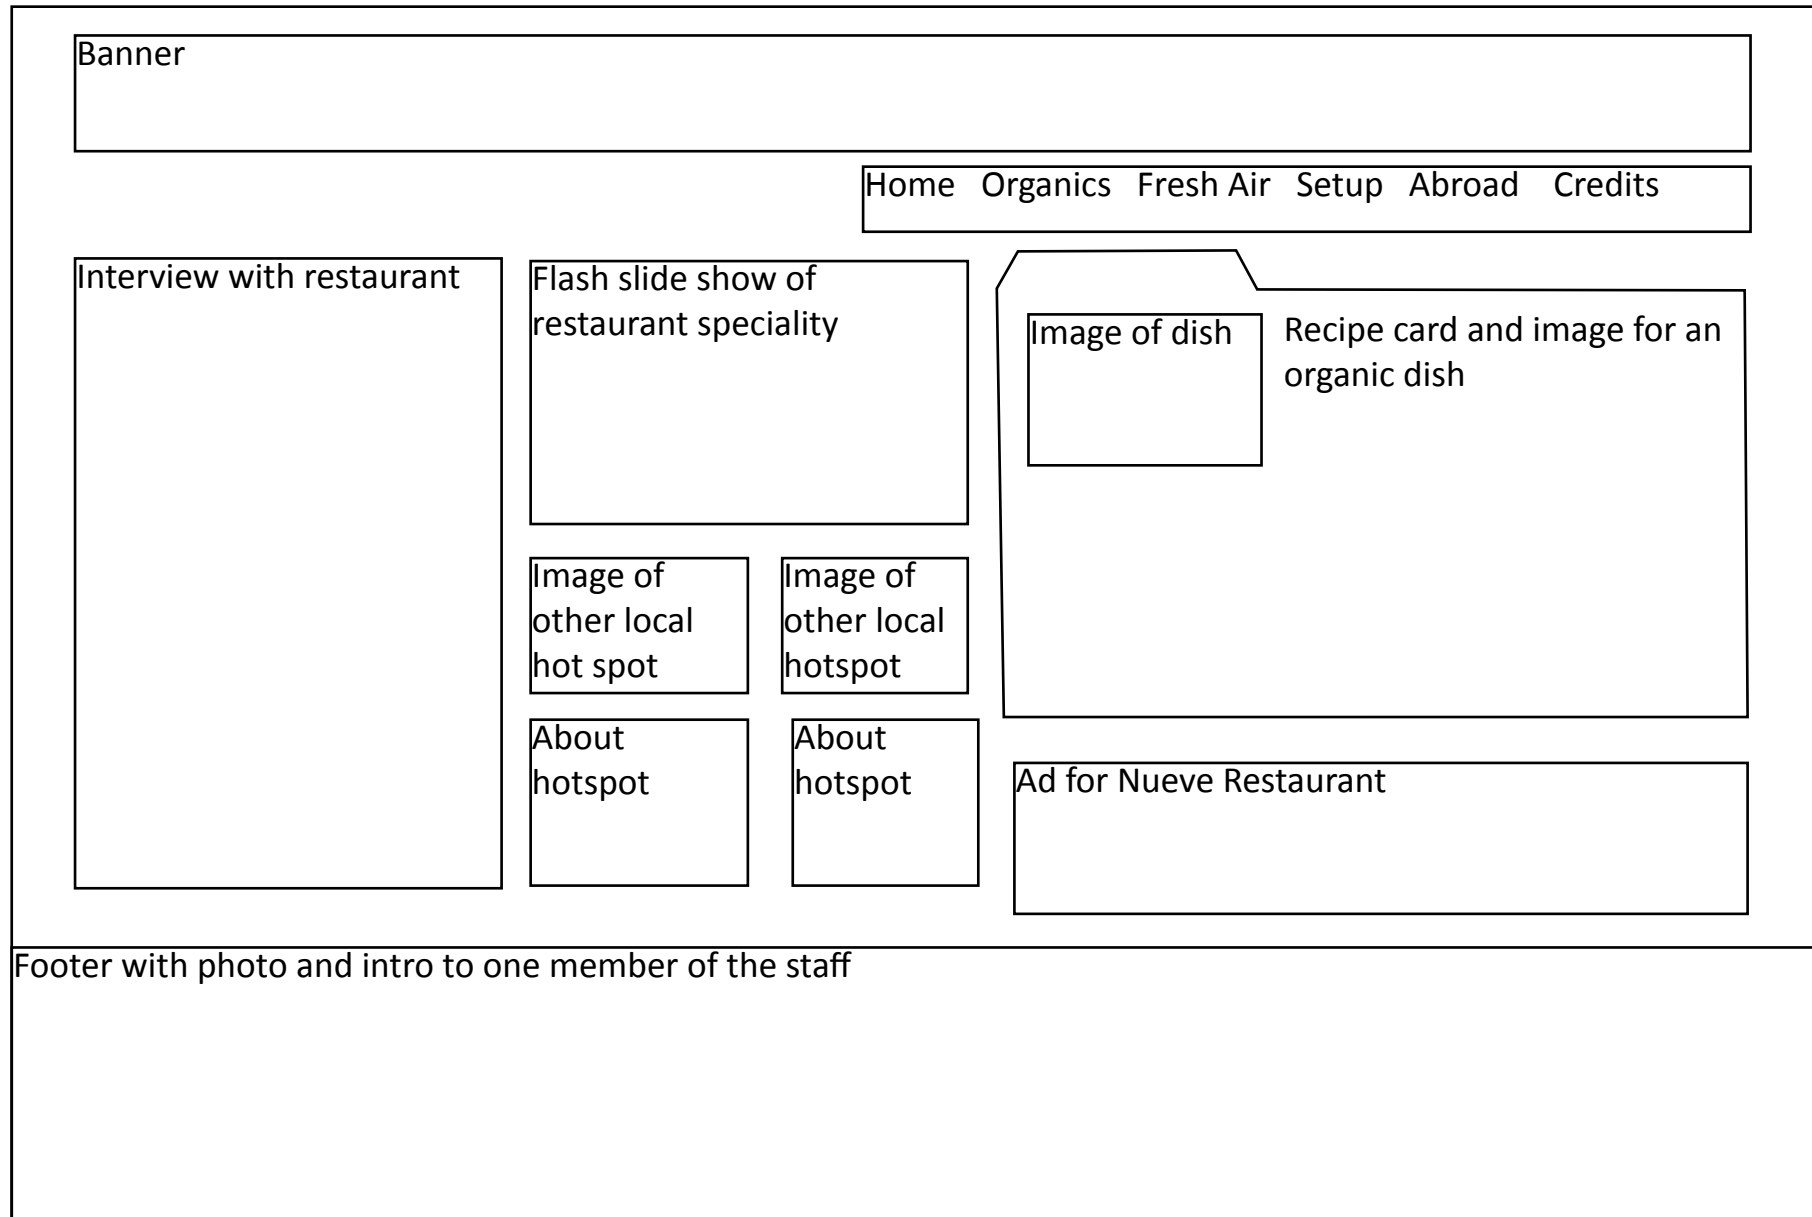 Banner
Home Organics Fresh Air Setup Abroad Credits
Interview with restaurant
Flash slide show of
restaurant speciality
Image of dish
Recipe card and image for an
organic dish
Image of
other local
hot spot
Image of
other local
hotspot
About
hotspot
About
hotspot
Ad for Nueve Restaurant
Footer with photo and intro to one member of the staff